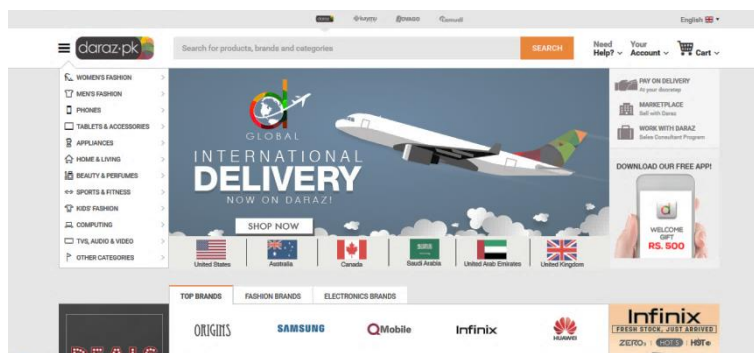 daraz
kaymu
English
daraz.pk
Search for products, brands and categories
SEARCH
Need
Help?
Your
Account
Cart
WOMEN'S FASHION
MEN'S FASHION
PHONES
TABLETS & ACCESSORIES
APPLIANCES
HOME & LIVING
BEAUTY & PERFUMES
SPORTS & FITNESS
KIDS' FASHION
COMPUTING
TVS, AUDIO & VIDEO
OTHER CATEGORIES
d
GLOBAL
INTERNATIONAL
DELIVERY
NOW ON DARAZ!
SHOP NOW
United States
Australia
Canada
Saudi Arabia
United Arab Emirates
United Kingdom
PAY ON DELIVERY
At your doorstep
MARKETPLACE
Sell with Daraz
WORK WITH DARAZ
Sales Consultant Program
DOWNLOAD OUR FREE APP!
d
WELCOME
GIFT
RS. 500
TOP BRANDS
FASHION BRANDS
ELECTRONICS BRANDS
DEALS
ORIGINS
SAMSUNG
QMobile
Infinix
HUAWEI
Infinix
FRESH STOCK, JUST ARRIVED
ZERO
HOT S
HOT